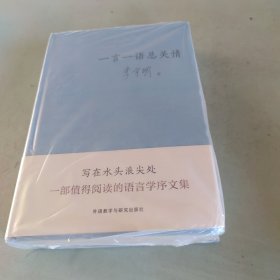 一言一语总关情
李宇明 著
写在水头浪尖处
一部值得阅读的语言学序文集
外语教学与研究出版社